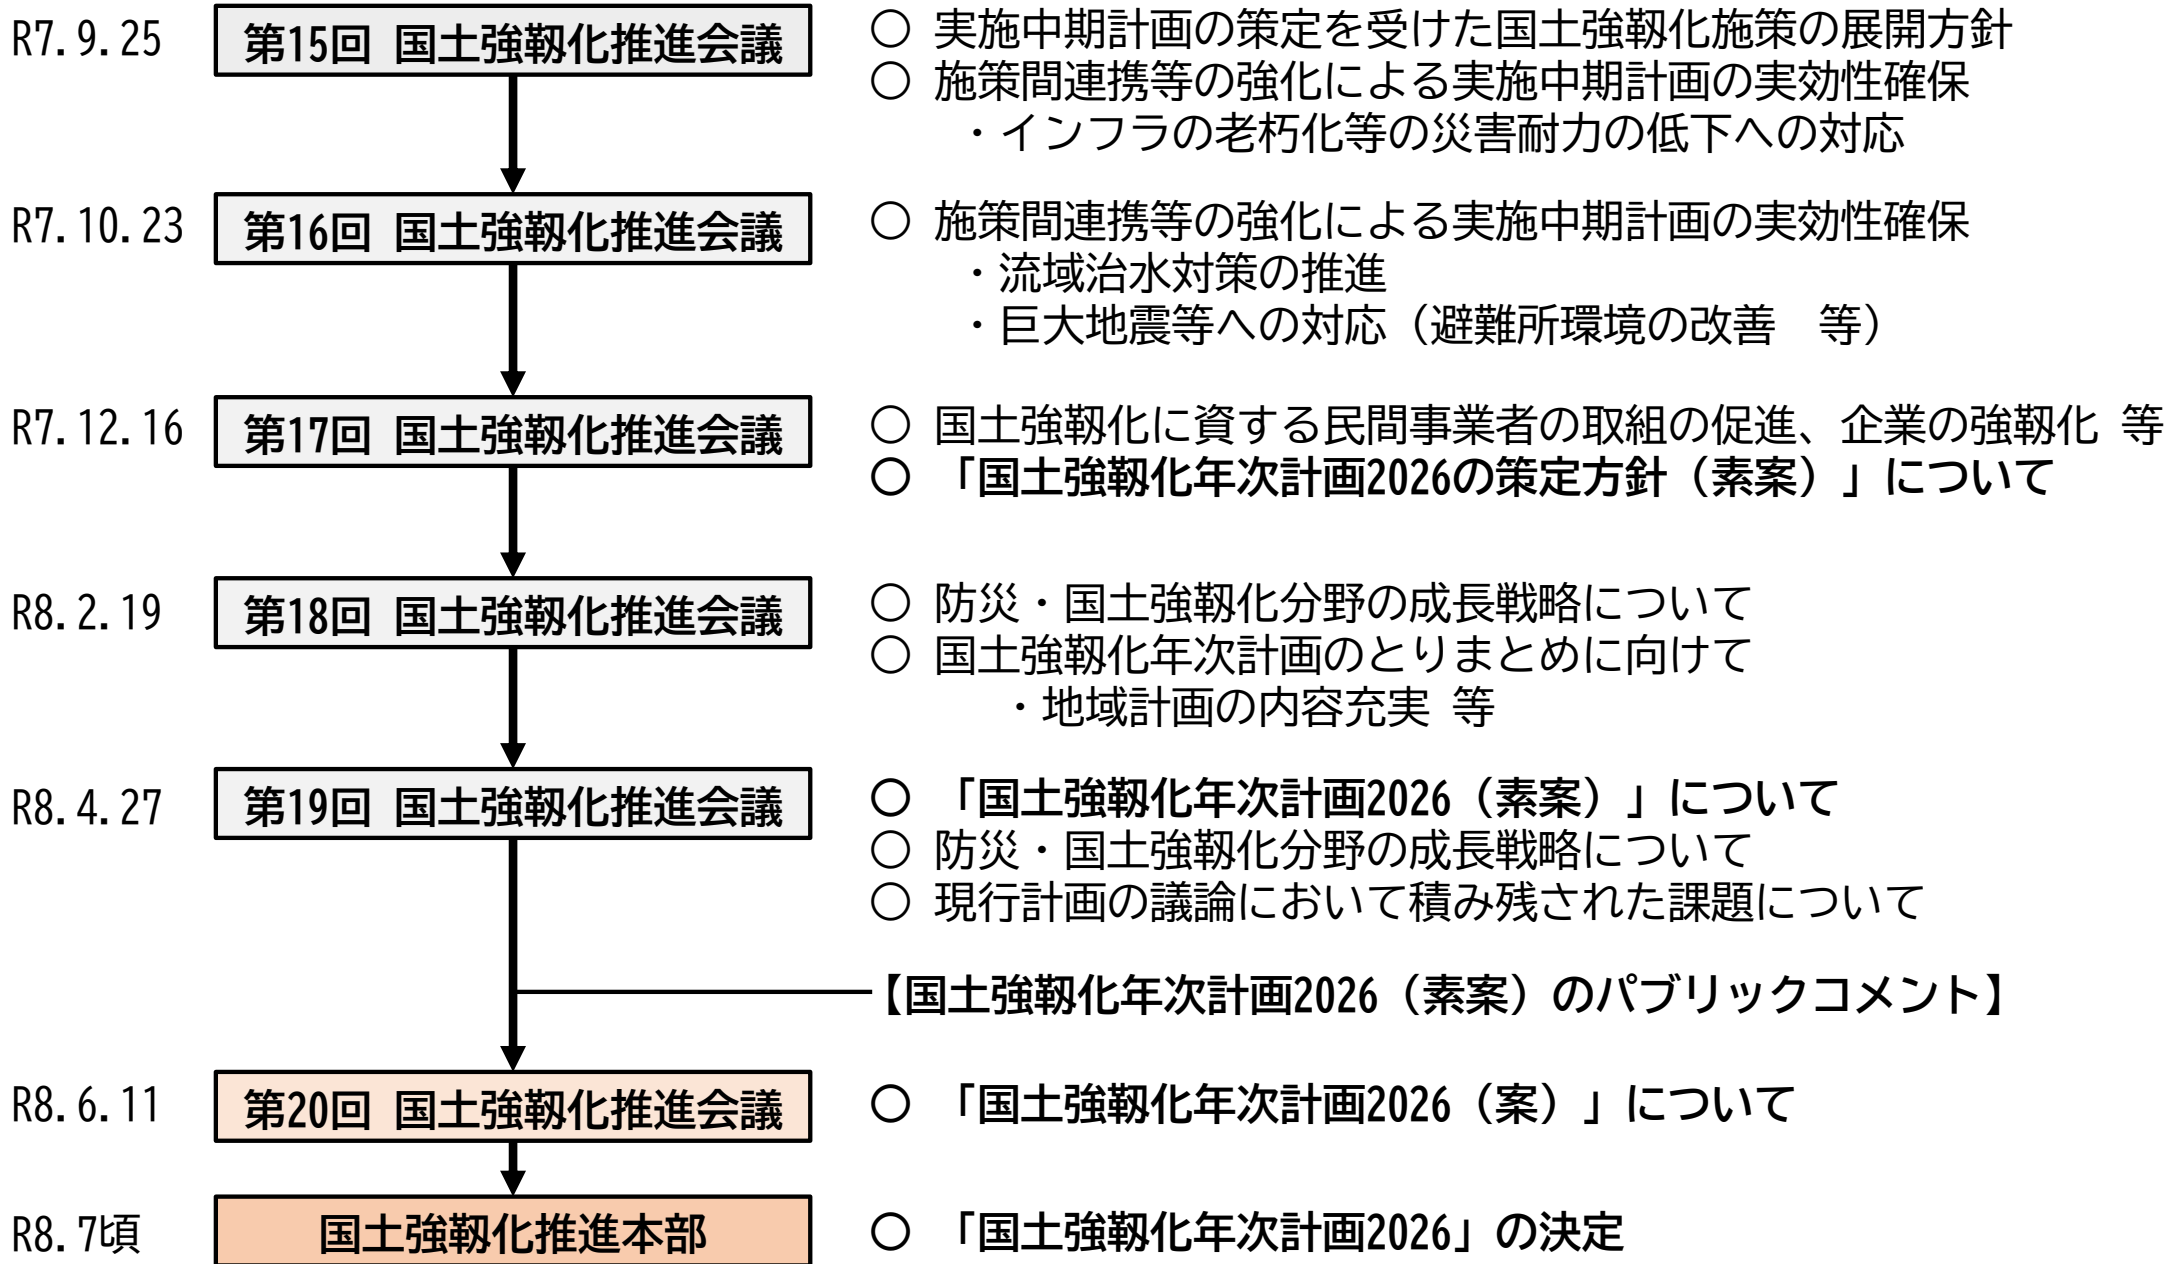 R7.9.25
第15回 国土強靱化推進会議
○ 実施中期計画の策定を受けた国土強靱化施策の展開方針
○ 施策間連携等の強化による実施中期計画の実効性確保
・インフラの老朽化等の災害耐力の低下への対応
R7.10.23
第16回 国土強靱化推進会議
○ 施策間連携等の強化による実施中期計画の実効性確保
・流域治水対策の推進
・巨大地震等への対応（避難所環境の改善　等）
R7.12.16
第17回 国土強靱化推進会議
○ 国土強靱化に資する民間事業者の取組の促進、企業の強靱化 等
○ 「国土強靱化年次計画2026の策定方針（素案）」について
R8.2.19
第18回 国土強靱化推進会議
○ 防災・国土強靱化分野の成長戦略について
○ 国土強靱化年次計画のとりまとめに向けて
・地域計画の内容充実 等
R8.4.27
第19回 国土強靱化推進会議
○ 「国土強靱化年次計画2026（素案）」について
○ 防災・国土強靱化分野の成長戦略について
○ 現行計画の議論において積み残された課題について
【国土強靱化年次計画2026（素案）のパブリックコメント】
R8.6.11
第20回 国土強靱化推進会議
○ 「国土強靱化年次計画2026（案）」について
R8.7頃
国土強靱化推進本部
○ 「国土強靱化年次計画2026」の決定